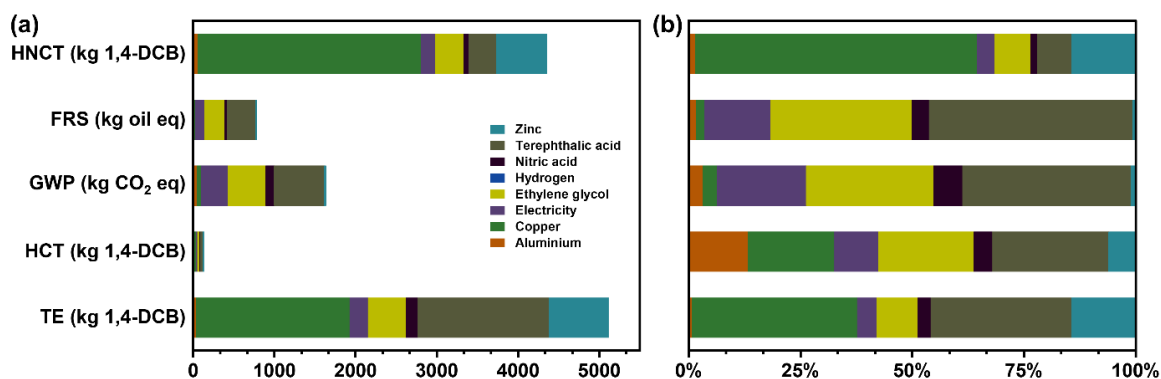 (a)
HNCT (kg 1,4-DCB)
FRS (kg oil eq)
GWP (kg CO₂ eq)
HCT (kg 1,4-DCB)
TE (kg 1,4-DCB)
Zinc
Terephthalic acid
Nitric acid
Hydrogen
Ethylene glycol
Electricity
Copper
Aluminium
0 1000 2000 3000 4000 5000
(b)
0% 25% 50% 75% 100%